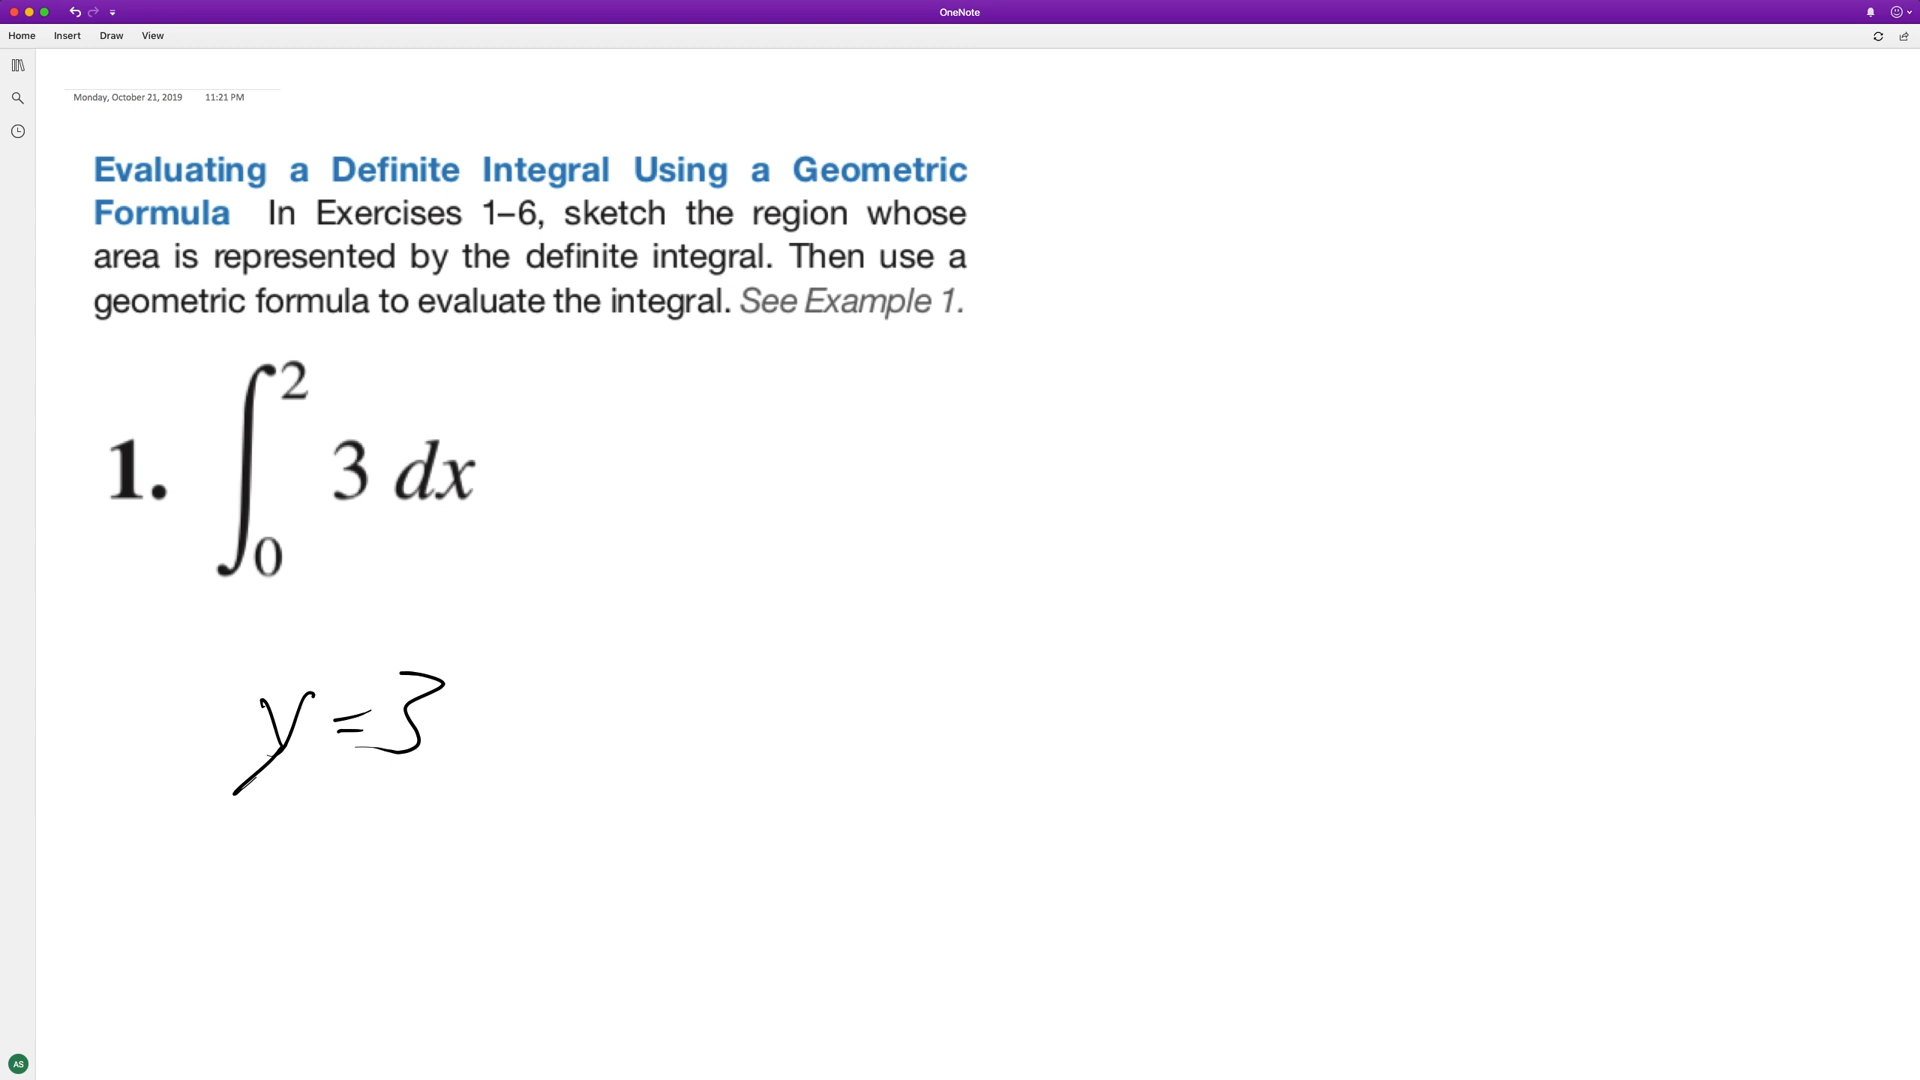 OneNote
Home Insert Draw View
Monday, October 21, 2019 11:21 PM
Evaluating a Definite Integral Using a Geometric
Formula In Exercises 1–6, sketch the region whose
area is represented by the definite integral. Then use a
geometric formula to evaluate the integral. See Example 1.
1. ∫₀² 3 dx
y = 3
AS